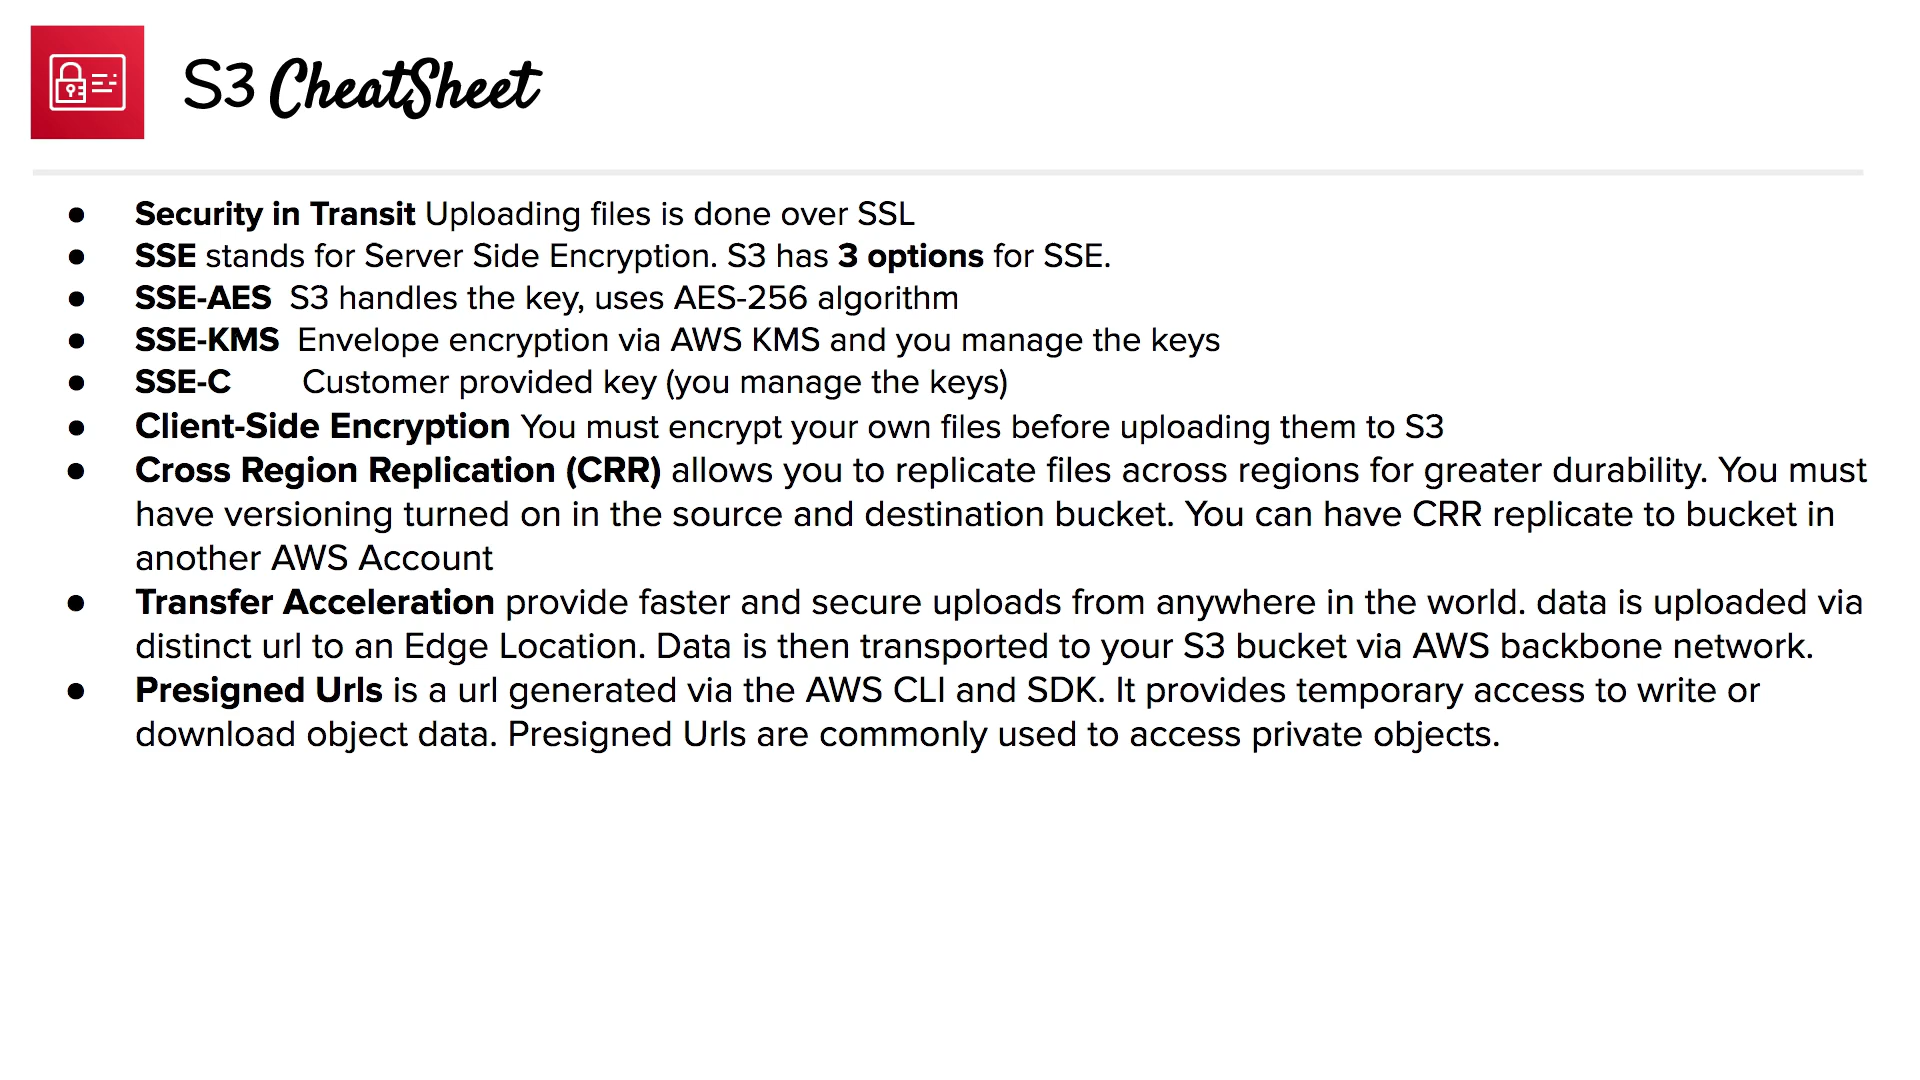 S3 CheatSheet
● Security in Transit Uploading files is done over SSL
● SSE stands for Server Side Encryption. S3 has 3 options for SSE.
● SSE-AES S3 handles the key, uses AES-256 algorithm
● SSE-KMS Envelope encryption via AWS KMS and you manage the keys
● SSE-C Customer provided key (you manage the keys)
● Client-Side Encryption You must encrypt your own files before uploading them to S3
● Cross Region Replication (CRR) allows you to replicate files across regions for greater durability. You must
have versioning turned on in the source and destination bucket. You can have CRR replicate to bucket in
another AWS Account
● Transfer Acceleration provide faster and secure uploads from anywhere in the world. data is uploaded via
distinct url to an Edge Location. Data is then transported to your S3 bucket via AWS backbone network.
● Presigned Urls is a url generated via the AWS CLI and SDK. It provides temporary access to write or
download object data. Presigned Urls are commonly used to access private objects.